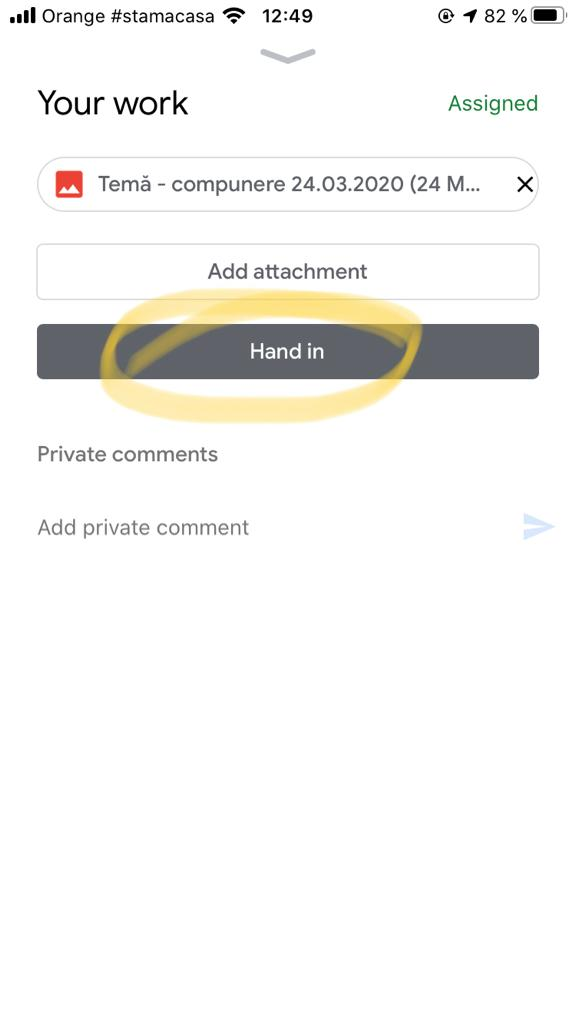 Orange #stamacasa 12:49 82 %
Your work Assigned
Temă - compunere 24.03.2020 (24 M...
Add attachment
Hand in
Private comments
Add private comment